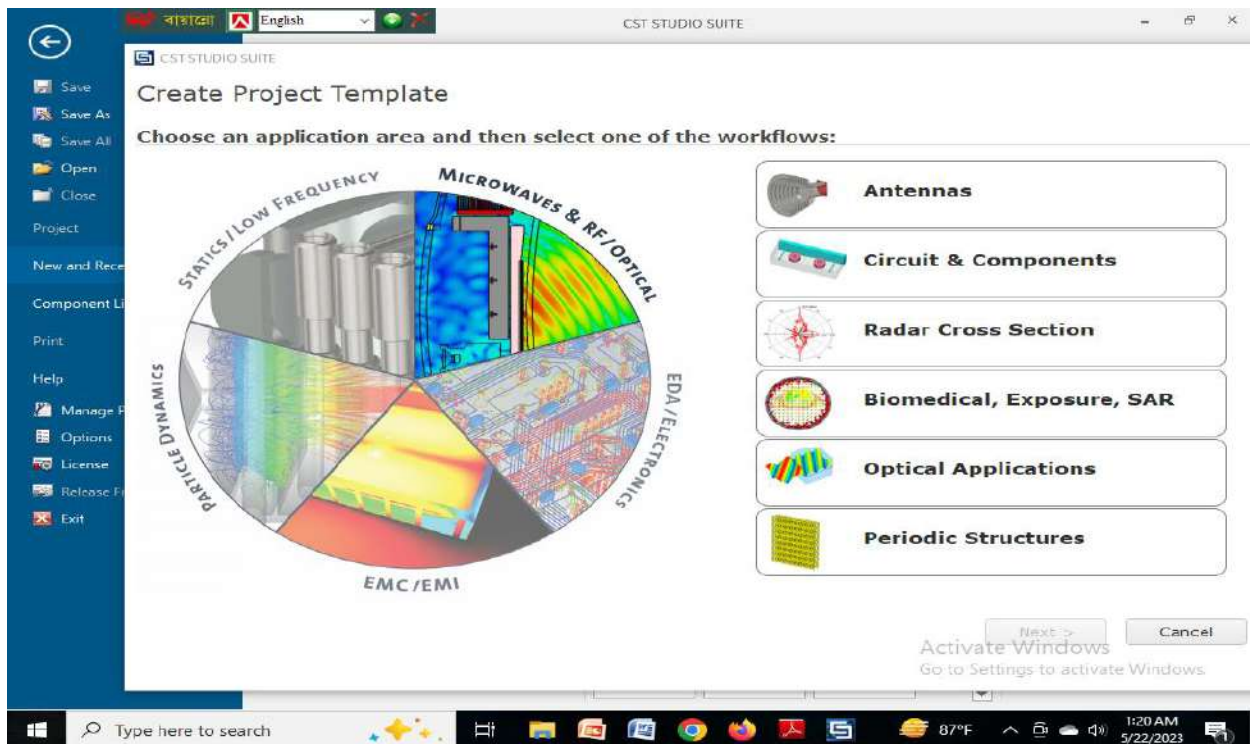 বায়ান্নো English
CST STUDIO SUITE
CST STUDIO SUITE
Create Project Template
Choose an application area and then select one of the workflows:
Save
Save As
Save All
Open
Close
Project
New and Rece
Component Li
Print
Help
Manage P
Options
License
Release Fr
Exit
STATICS / LOW FREQUENCY
MICROWAVES & RF/OPTICAL
EDA/ELECTRONICS
EMC/EMI
PARTICLE DYNAMICS
Antennas
Circuit & Components
Radar Cross Section
Biomedical, Exposure, SAR
Optical Applications
Periodic Structures
Next >
Cancel
Activate Windows
Go to Settings to activate Windows.
Type here to search
87°F
1:20 AM
5/22/2023